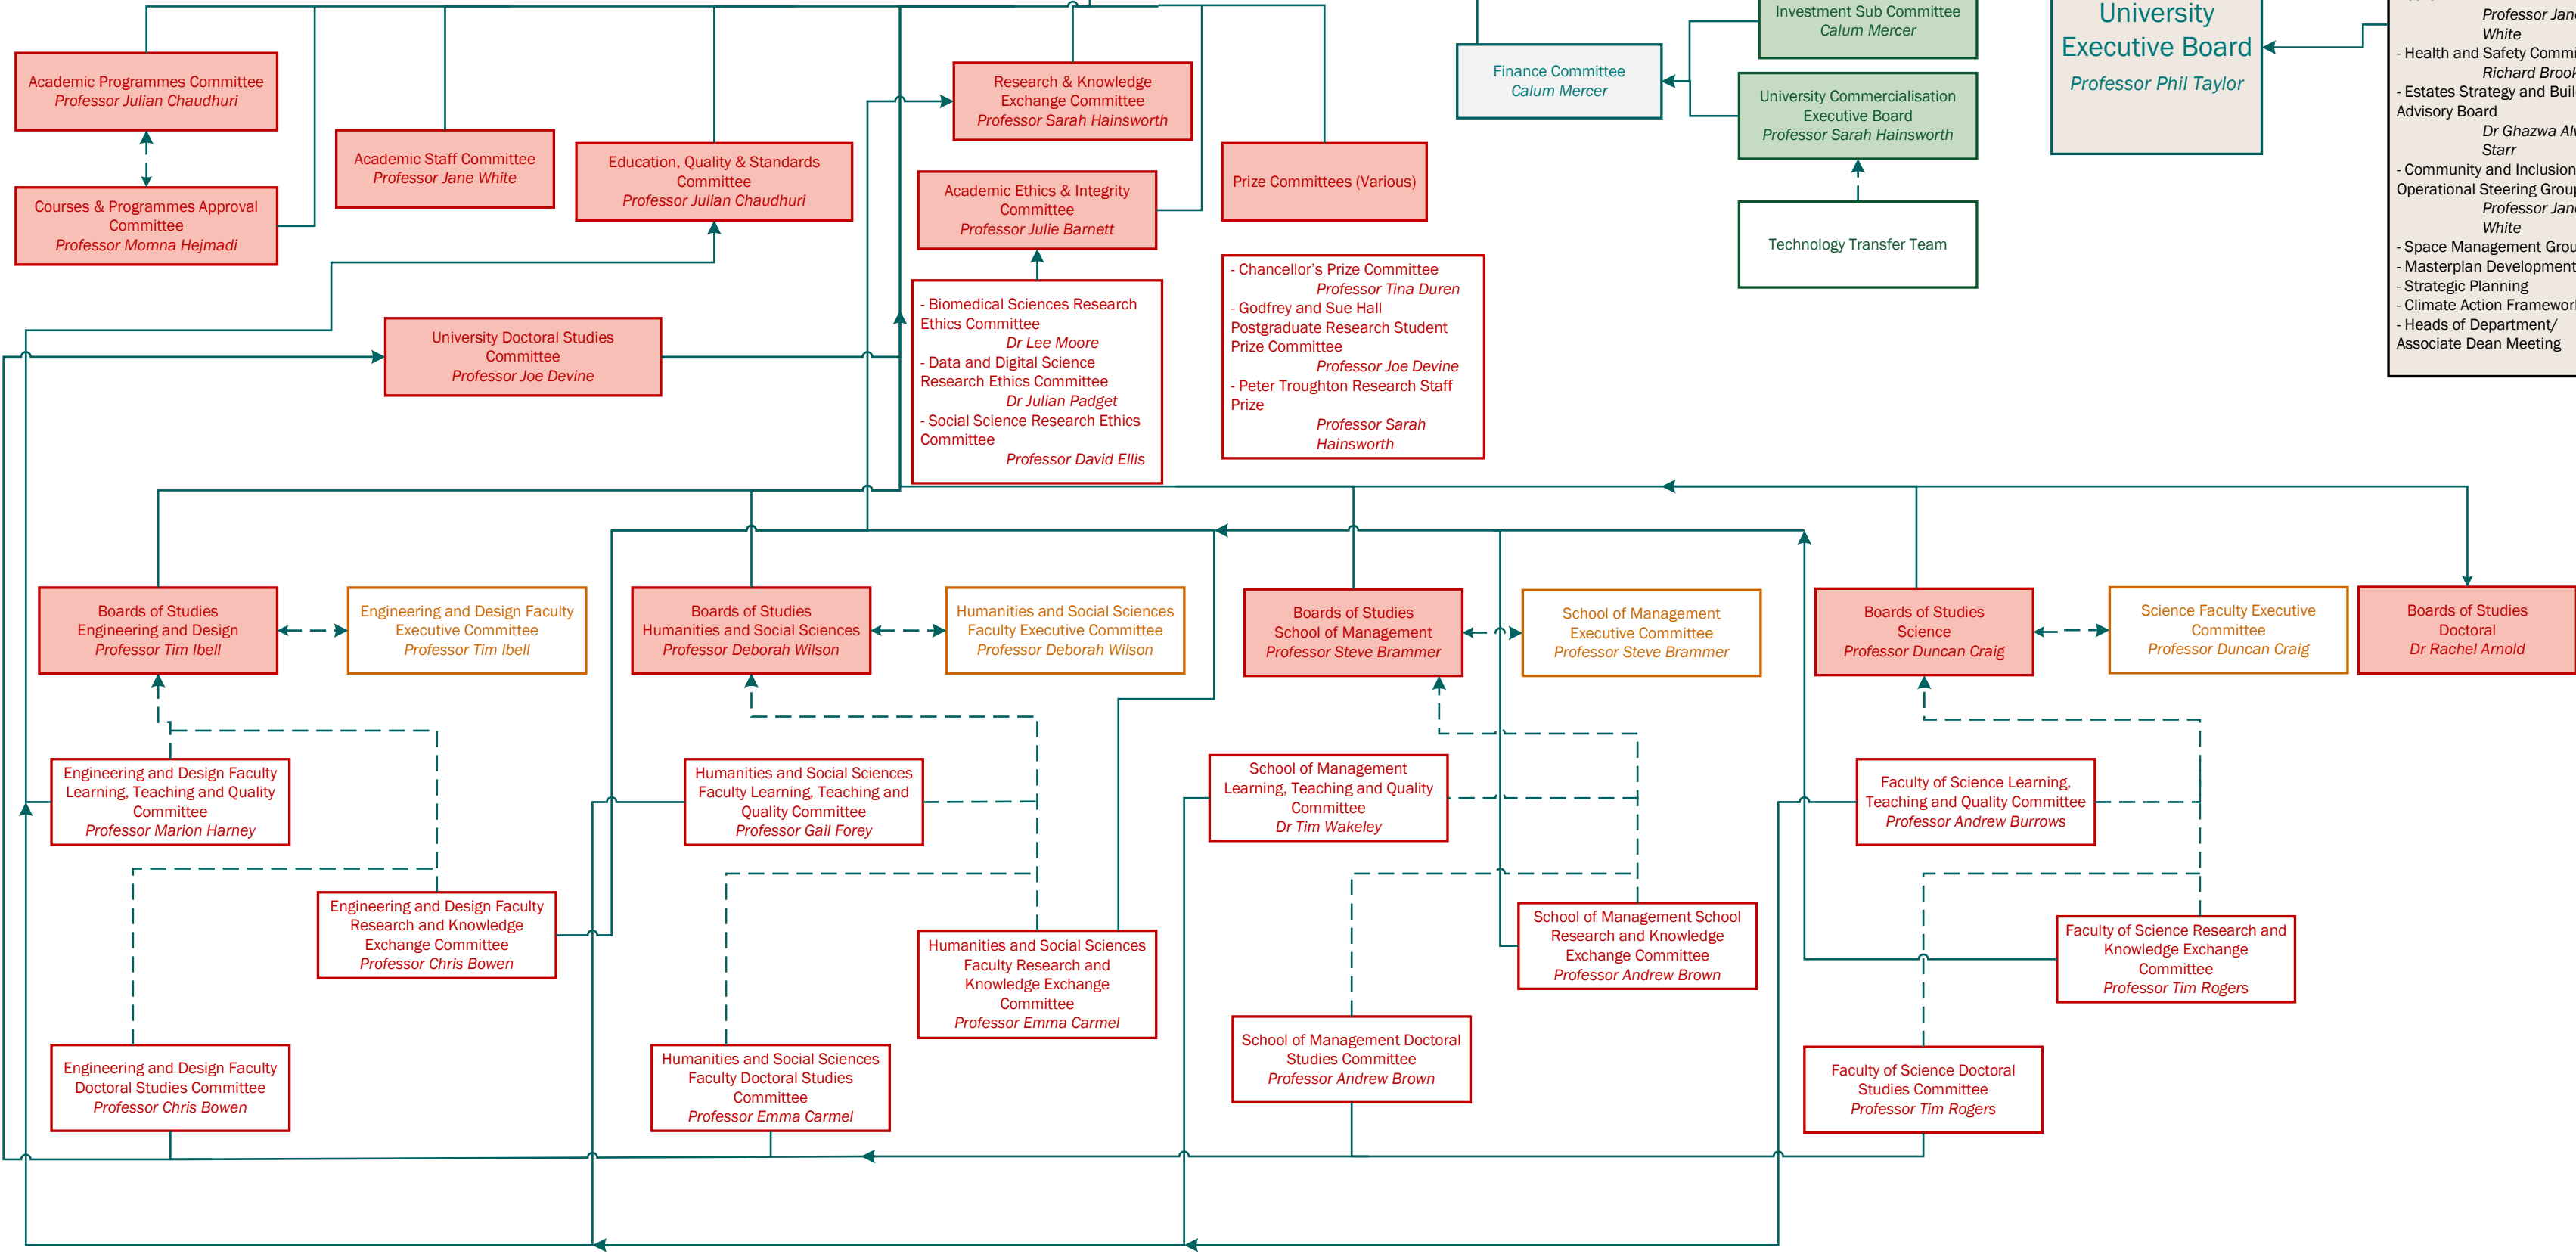 Academic Programmes Committee
Professor Julian Chaudhuri
Courses & Programmes Approval
Committee
Professor Momna Hejmadi
Academic Staff Committee
Professor Jane White
Education, Quality & Standards
Committee
Professor Julian Chaudhuri
Research & Knowledge
Exchange Committee
Professor Sarah Hainsworth
Academic Ethics & Integrity
Committee
Professor Julie Barnett
Prize Committees (Various)
Finance Committee
Calum Mercer
Investment Sub Committee
Calum Mercer
University Commercialisation
Executive Board
Professor Sarah Hainsworth
Technology Transfer Team
University
Executive Board
Professor Phil Taylor
Professor
White
- Health and Safety
Richard
- Estates Strategy and
Advisory Board
Dr Ghazwa
Starr
- Community and Inclusion
Operational Steering
Professor
White
- Space Management
- Masterplan Development
- Strategic Planning
- Climate Action
- Heads of Department/
Associate Dean Meeting
University Doctoral Studies
Committee
Professor Joe Devine
- Biomedical Sciences Research
Ethics Committee
Dr Lee Moore
- Data and Digital Science
Research Ethics Committee
Dr Julian Padget
- Social Science Research Ethics
Committee
Professor David Ellis
- Chancellor's Prize Committee
Professor Tina Duren
- Godfrey and Sue Hall
Postgraduate Research Student
Prize Committee
Professor Joe Devine
- Peter Troughton Research Staff
Prize
Professor Sarah
Hainsworth
Boards of Studies
Engineering and Design
Professor Tim Ibell
Engineering and Design Faculty
Executive Committee
Professor Tim Ibell
Boards of Studies
Humanities and Social Sciences
Professor Deborah Wilson
Humanities and Social Sciences
Faculty Executive Committee
Professor Deborah Wilson
Boards of Studies
School of Management
Professor Steve Brammer
School of Management
Executive Committee
Professor Steve Brammer
Boards of Studies
Science
Professor Duncan Craig
Science Faculty Executive
Committee
Professor Duncan Craig
Boards of Studies
Doctoral
Dr Rachel Arnold
Engineering and Design Faculty
Learning, Teaching and Quality
Committee
Professor Marion Harney
Humanities and Social Sciences
Faculty Learning, Teaching and
Quality Committee
Professor Gail Forey
School of Management
Learning, Teaching and Quality
Committee
Dr Tim Wakeley
Faculty of Science Learning,
Teaching and Quality Committee
Professor Andrew Burrows
Engineering and Design Faculty
Research and Knowledge
Exchange Committee
Professor Chris Bowen
Humanities and Social Sciences
Faculty Research and
Knowledge Exchange
Committee
Professor Emma Carmel
School of Management School
Research and Knowledge
Exchange Committee
Professor Andrew Brown
Faculty of Science Research and
Knowledge Exchange
Committee
Professor Tim Rogers
Engineering and Design Faculty
Doctoral Studies Committee
Professor Chris Bowen
Humanities and Social Sciences
Faculty Doctoral Studies
Committee
Professor Emma Carmel
School of Management Doctoral
Studies Committee
Professor Andrew Brown
Faculty of Science Doctoral
Studies Committee
Professor Tim Rogers